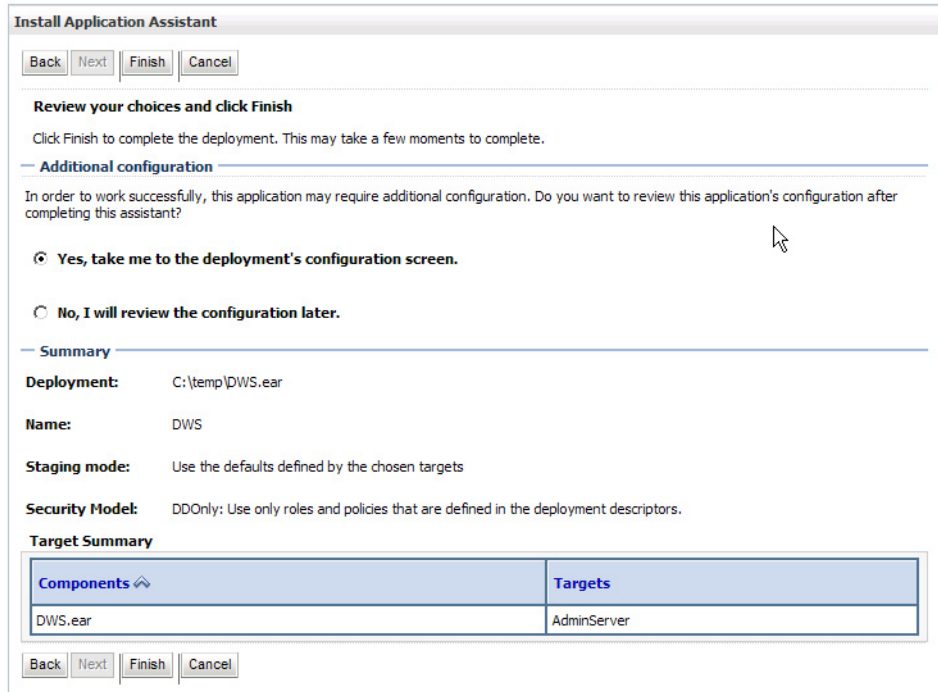 Install Application Assistant
Back Next Finish Cancel
Review your choices and click Finish
Click Finish to complete the deployment. This may take a few moments to complete.
Additional configuration
In order to work successfully, this application may require additional configuration. Do you want to review this application's configuration after
completing this assistant?
Yes, take me to the deployment's configuration screen.
No, I will review the configuration later.
Summary
Deployment: C:\temp\DWS.ear
Name: DWS
Staging mode: Use the defaults defined by the chosen targets
Security Model: DDOnly: Use only roles and policies that are defined in the deployment descriptors.
Target Summary
Components Targets
DWS.ear AdminServer
Back Next Finish Cancel